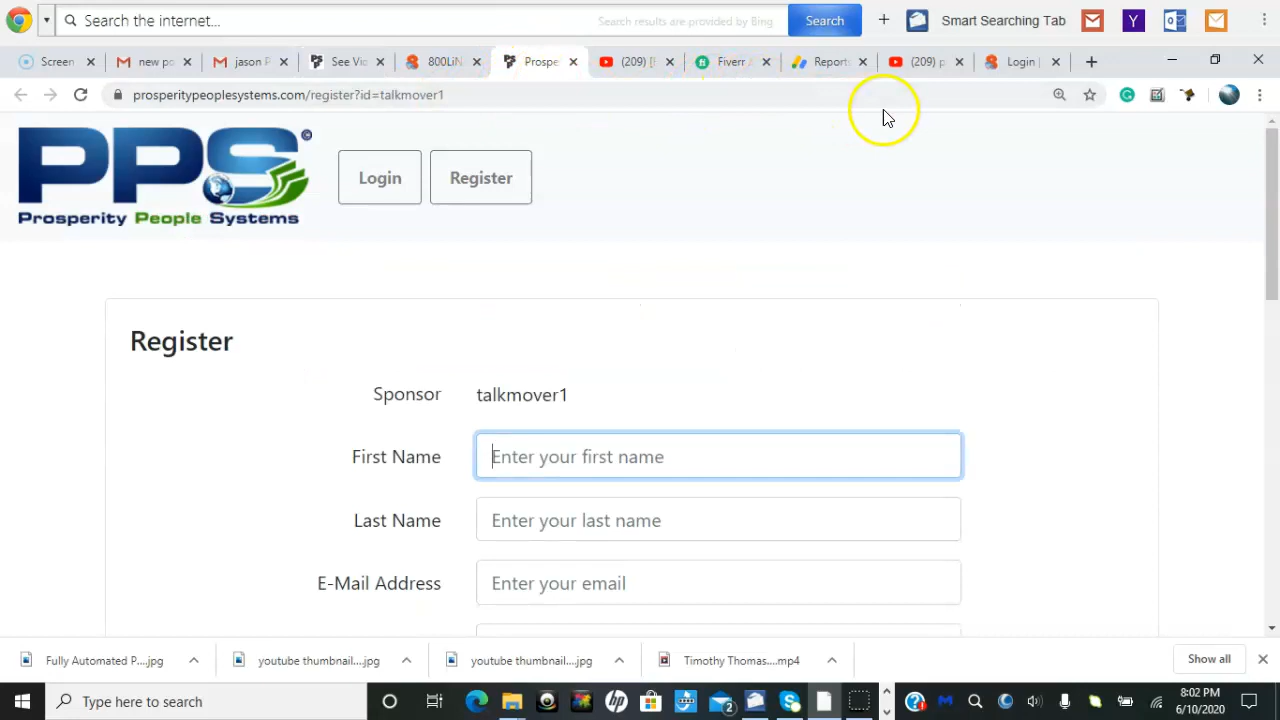 Search the internet...
Search results are provided by Bing
Search
Smart Searching Tab
Screen
new po
jason P
See Vid
800LiN
Prospe
(209) [
Fiverr
Reports
(209) p
Login |
prosperitypeoplesystems.com/register?id=talkmover1
PPS
©
Prosperity People Systems
Login
Register
Register
Sponsor
talkmover1
First Name
Enter your first name
Last Name
Enter your last name
E-Mail Address
Enter your email
Fully Automated P....jpg
youtube thumbnail....jpg
youtube thumbnail....jpg
Timothy Thomas....mp4
Show all
Type here to search
8:02 PM
6/10/2020